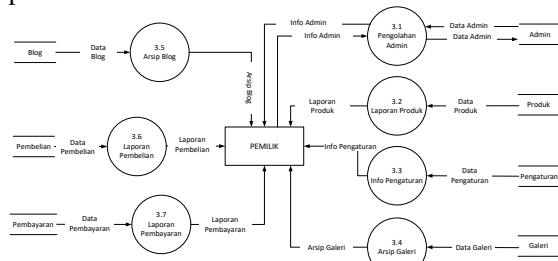 Info Admin
Info Admin
3.1
Pengolahan
Admin
Data Admin
Data Admin
Admin
Blog
Data
Blog
3.5
Arsip Blog
Arsip Blog
Laporan
Produk
3.2
Laporan Produk
Data
Produk
Produk
Pembelian
Data
Pembelian
3.6
Laporan
Pembelian
Laporan
Pembelian
PEMILIK
Info Pengaturan
3.3
Info Pengaturan
Data
Pengaturan
Pengaturan
Pembayaran
Data
Pembayaran
3.7
Laporan
Pembayaran
Laporan
Pembayaran
Arsip Galeri
3.4
Arsip Galeri
Data Galeri
Galeri